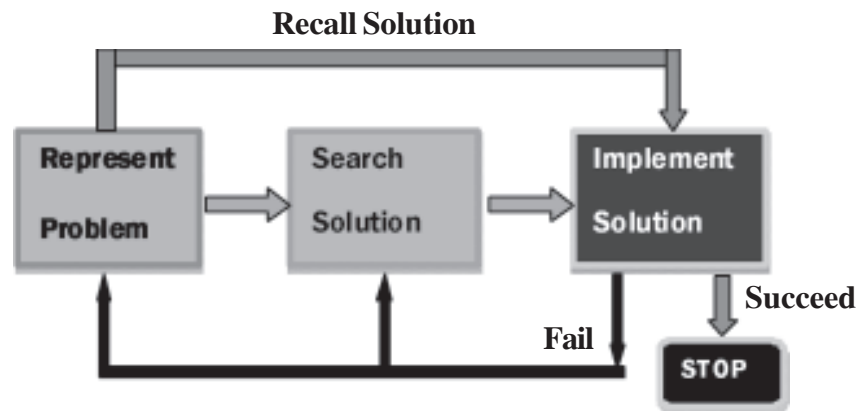 Recall Solution
Represent
Problem
Search
Solution
Implement
Solution
Succeed
Fail
STOP